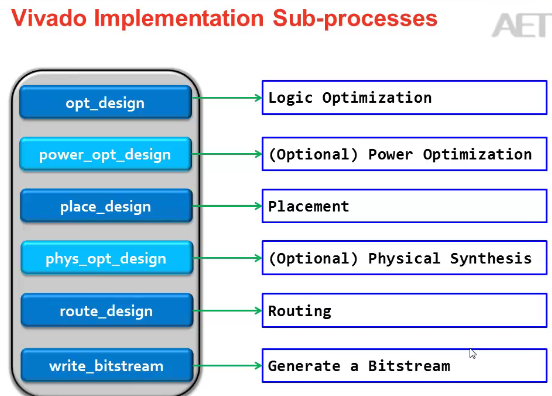 Vivado Implementation Sub-processes
AET
opt_design
Logic Optimization
power_opt_design
(Optional) Power Optimization
place_design
Placement
phys_opt_design
(Optional) Physical Synthesis
route_design
Routing
write_bitstream
Generate a Bitstream